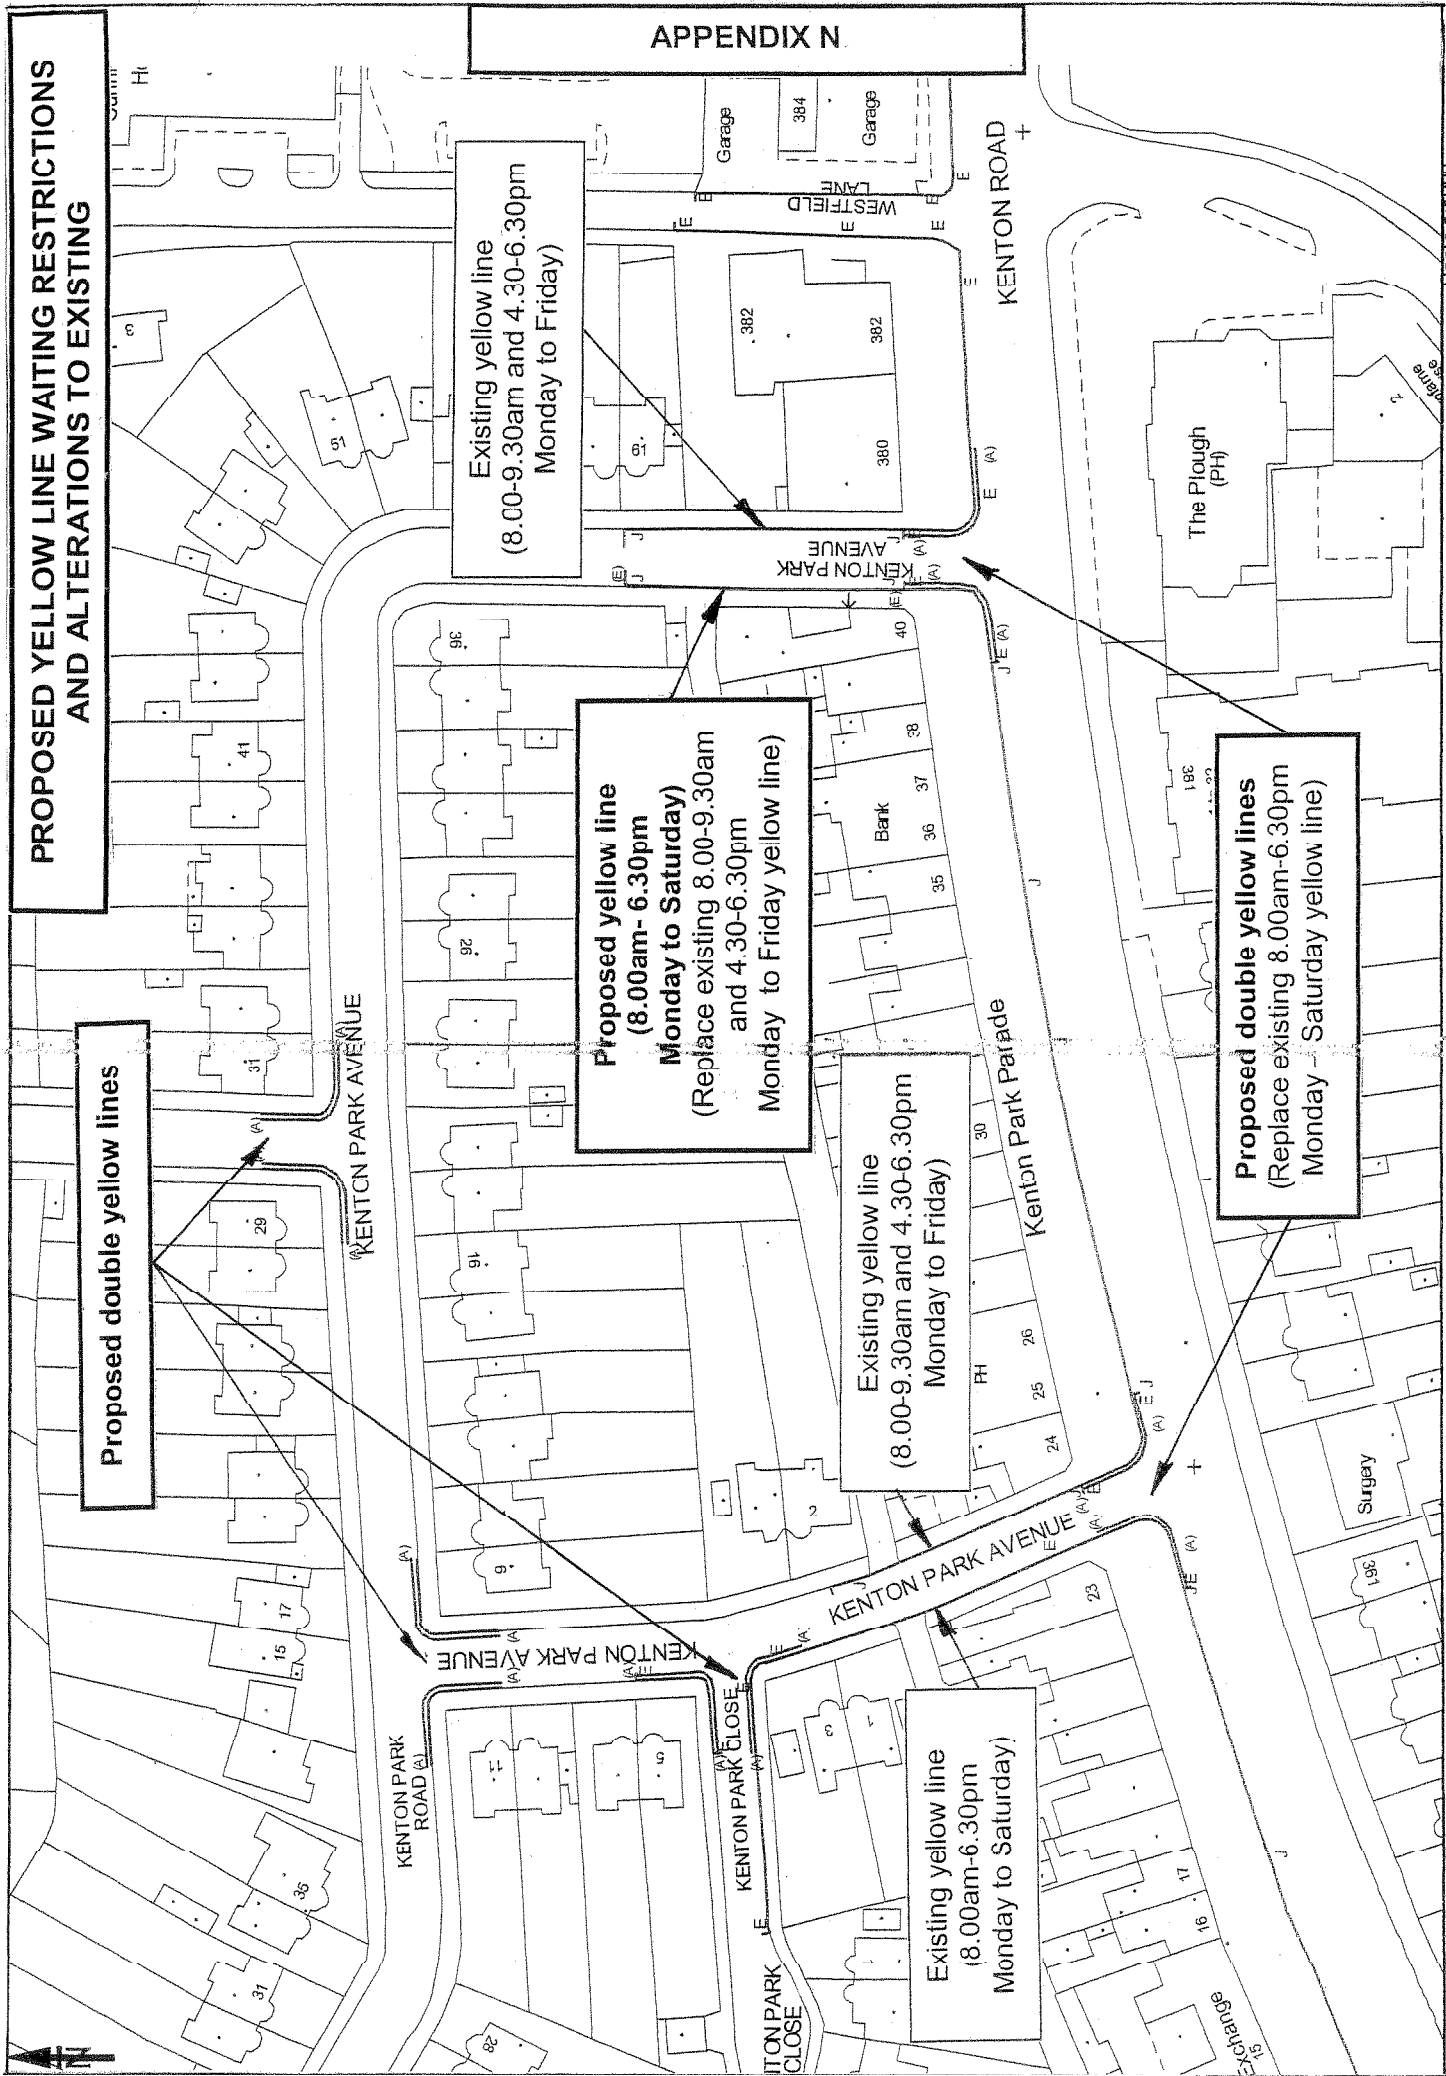 PROPOSED YELLOW LINE WAITING RESTRICTIONS
AND ALTERATIONS TO EXISTING
APPENDIX N
Proposed double yellow lines
Existing yellow line
(8.00-9.30am and 4.30-6.30pm
Monday to Friday)
Proposed yellow line
(8.00am- 6.30pm
Monday to Saturday)
(Replace existing 8.00-9.30am
and 4.30-6.30pm
Monday to Friday yellow line)
Existing yellow line
(8.00-9.30am and 4.30-6.30pm
Monday to Friday)
Existing yellow line
(8.00am-6.30pm
Monday to Saturday)
Proposed double yellow lines
(Replace existing 8.00am-6.30pm
Monday - Saturday yellow line)
N
KENTON PARK
ROAD
KENTON PARK AVENUE
KENTON PARK AVENUE
KENTON PARK AVENUE
KENTON PARK
AVENUE
KENTON PARK CLOSE
ITON PARK
CLOSE
WESTFIELD
LANE
KENTON ROAD
Kenton Park Parade
Garage
384
Garage
382
382
380
The Plough
(PH)
2
381
Bank
40
38
37
36
35
30
PH
26
25
24
23
17
16
Exchange
15
Surgery
361
3
51
61
41
31
29
17
15
35
31
28
36
26
16
6
2
11
5
3
1
(A)
(E)
E
J
JE